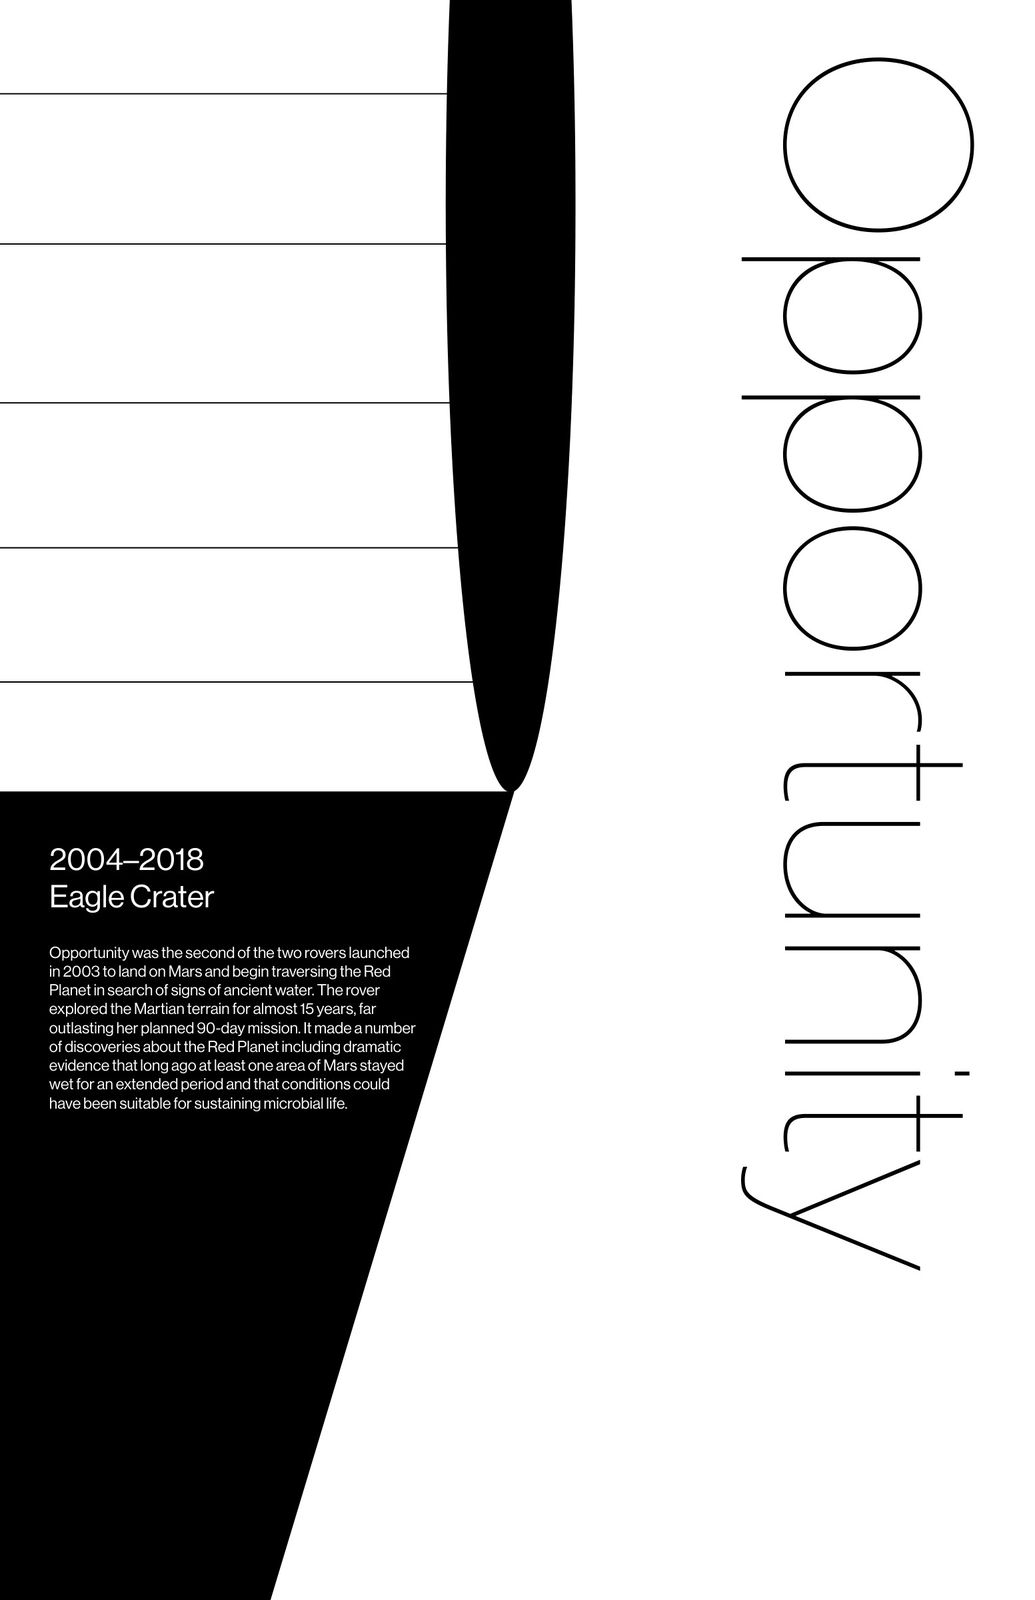 Opportunity
2004–2018
Eagle Crater
Opportunity was the second of the two rovers launched
in 2003 to land on Mars and begin traversing the Red
Planet in search of signs of ancient water. The rover
explored the Martian terrain for almost 15 years, far
outlasting her planned 90-day mission. It made a number
of discoveries about the Red Planet including dramatic
evidence that long ago at least one area of Mars stayed
wet for an extended period and that conditions could
have been suitable for sustaining microbial life.